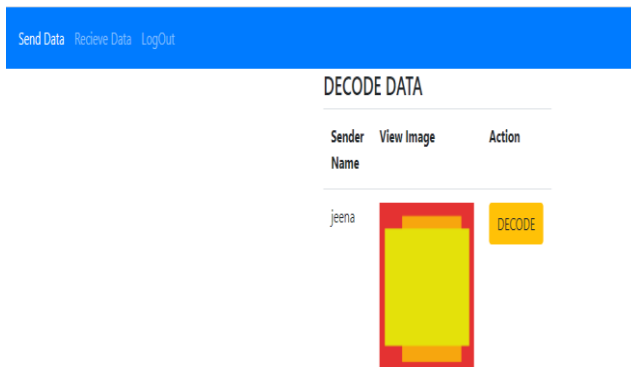 Send Data Recieve Data LogOut
DECODE DATA
Sender Name View Image Action
jeena DECODE